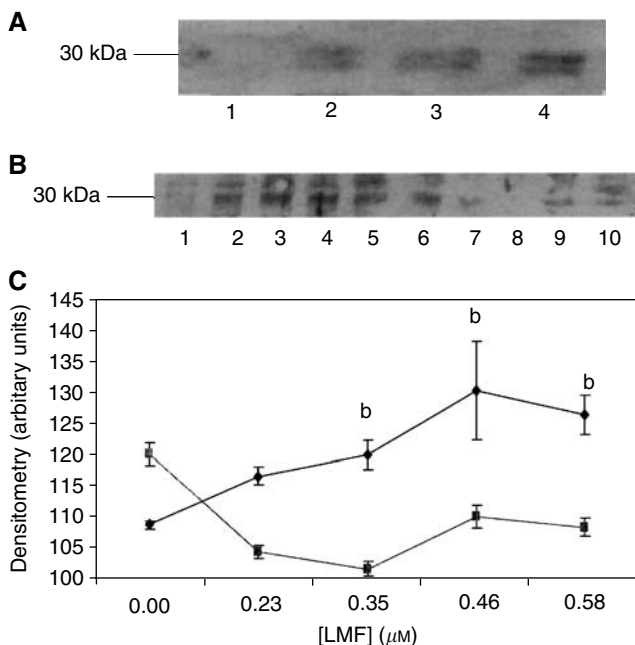 A
30 kDa
1 2 3 4
B
30 kDa
1 2 3 4 5 6 7 8 9 10
C
Densitometry (arbitary units)
145
140
135
130
125
120
115
110
105
100
b
b
b
0.00 0.23 0.35 0.46 0.58
[LMF] (μM)